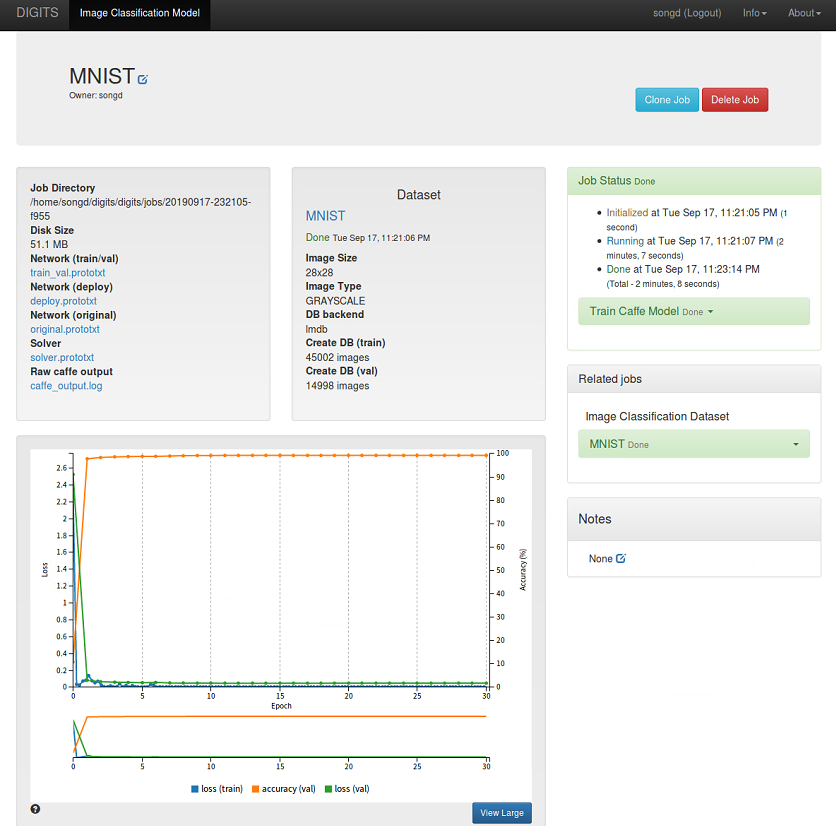 DIGITS
Image Classification Model
songd (Logout)
Info
About
MNIST
Owner: songd
Clone Job
Delete Job
Job Directory
/home/songd/digits/digits/jobs/20190917-232105-
f955
Disk Size
51.1 MB
Network (train/val)
train_val.prototxt
Network (deploy)
deploy.prototxt
Network (original)
original.prototxt
Solver
solver.prototxt
Raw caffe output
caffe_output.log
Dataset
MNIST
Done Tue Sep 17, 11:21:06 PM
Image Size
28x28
Image Type
GRAYSCALE
DB backend
lmdb
Create DB (train)
45002 images
Create DB (val)
14998 images
Job Status Done
Initialized at Tue Sep 17, 11:21:05 PM (1
second)
Running at Tue Sep 17, 11:21:07 PM (2
minutes, 7 seconds)
Done at Tue Sep 17, 11:23:14 PM
(Total - 2 minutes, 8 seconds)
Train Caffe Model Done
Related jobs
Image Classification Dataset
MNIST Done
Notes
None
Loss
2.6
2.4
2.2
2
1.8
1.6
1.4
1.2
1
0.8
0.6
0.4
0.2
0
100
90
80
70
60
50
40
30
20
10
0
Accuracy (%)
0 5 10 15 20 25 30
Epoch
0 5 10 15 20 25 30
loss (train) accuracy (val) loss (val)
?
View Large